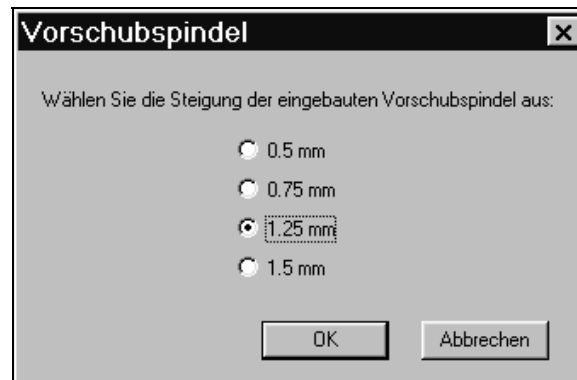 Vorschubspindel
Wählen Sie die Steigung der eingebauten Vorschubspindel aus:
0.5 mm
0.75 mm
1.25 mm
1.5 mm
OK Abbrechen